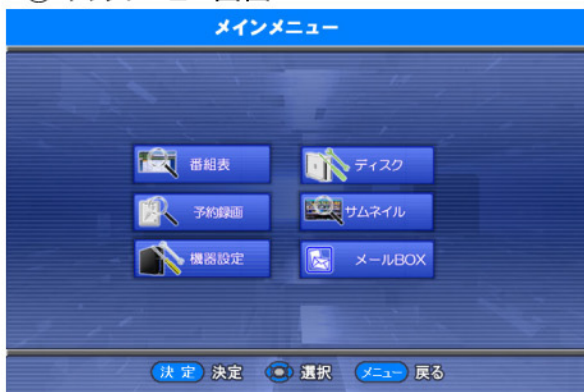 メインメニュー
番組表 ディスク
予約録画 サムネイル
機器設定 メールBOX
決定 決定 選択 メニュー 戻る